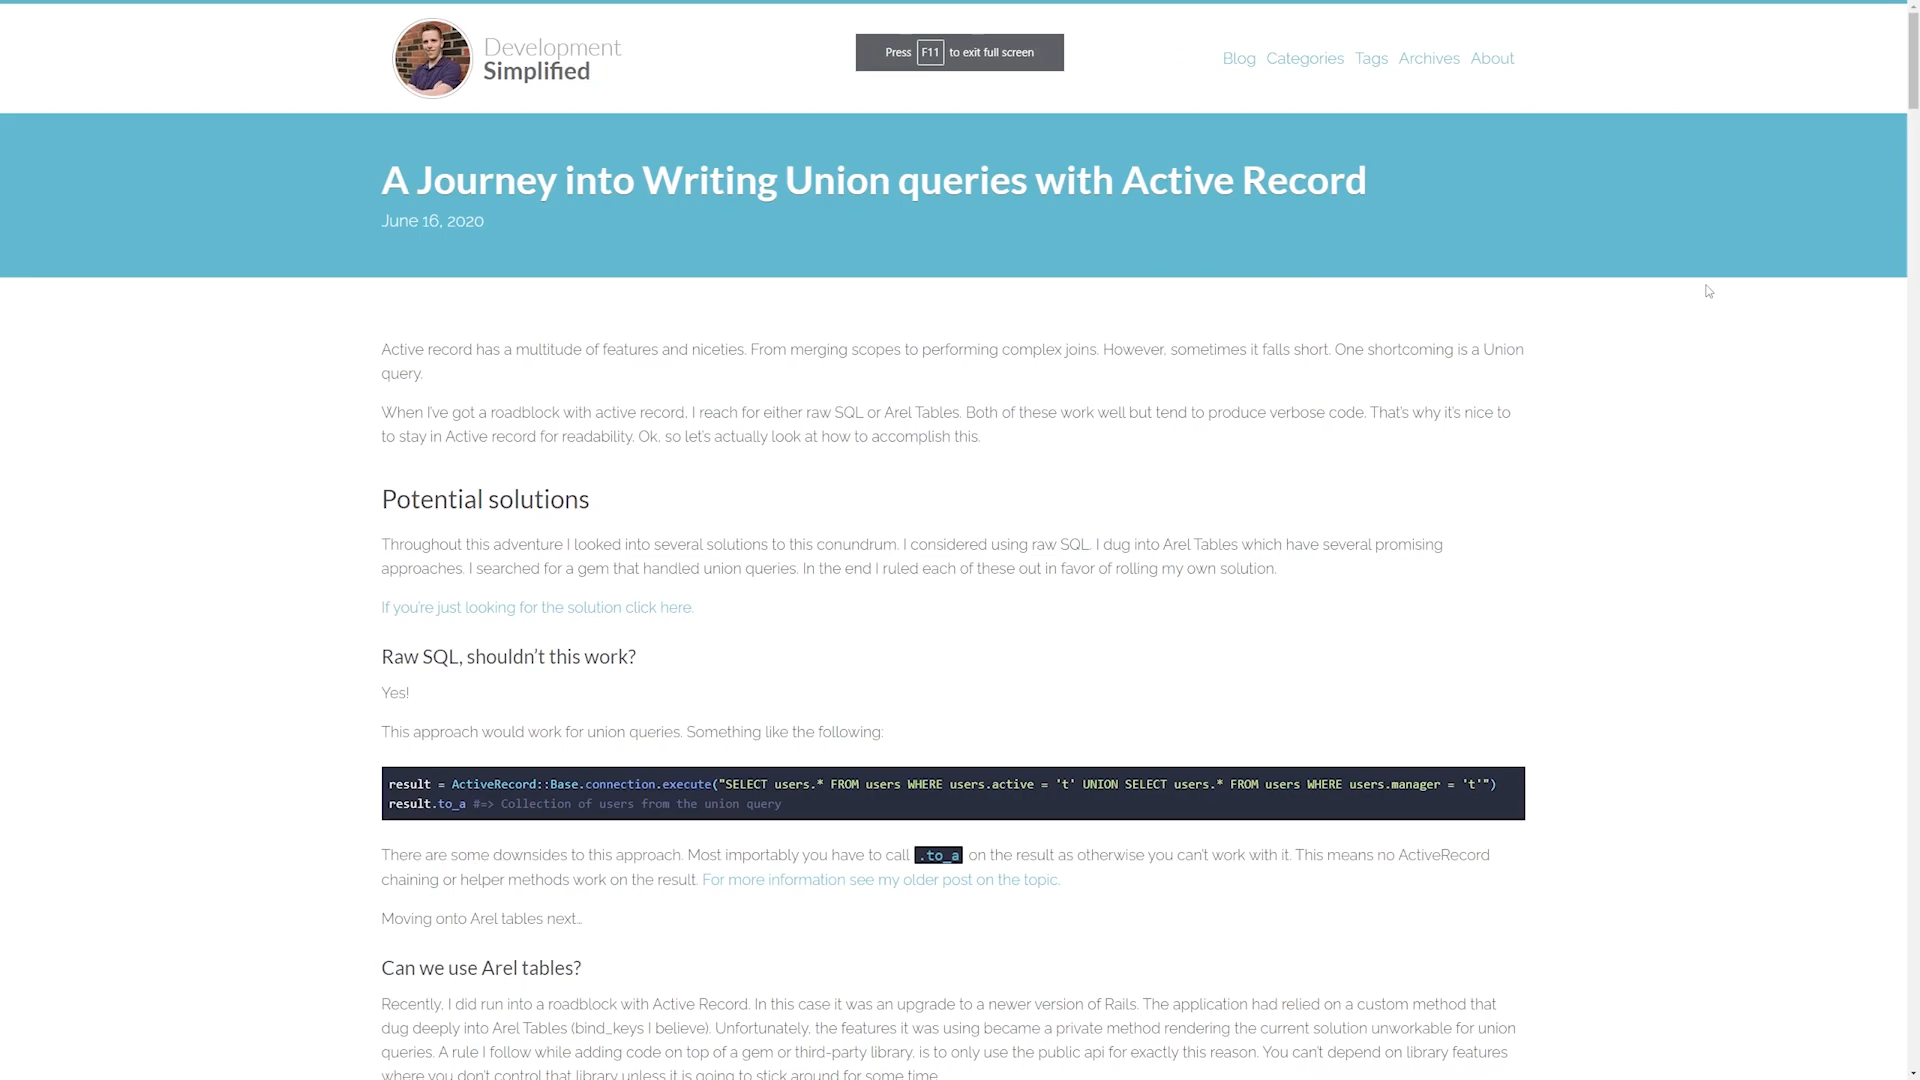 Development
Simplified
Press F11 to exit full screen
Blog Categories Tags Archives About
A Journey into Writing Union queries with Active Record
June 16, 2020
Active record has a multitude of features and niceties. From merging scopes to performing complex joins. However, sometimes it falls short. One shortcoming is a Union
query.
When I've got a roadblock with active record, I reach for either raw SQL or Arel Tables. Both of these work well but tend to produce verbose code. That's why it's nice to
to stay in Active record for readability. Ok, so let's actually look at how to accomplish this.
Potential solutions
Throughout this adventure I looked into several solutions to this conundrum. I considered using raw SQL. I dug into Arel Tables which have several promising
approaches. I searched for a gem that handled union queries. In the end I ruled each of these out in favor of rolling my own solution.
If you're just looking for the solution click here.
Raw SQL, shouldn't this work?
Yes!
This approach would work for union queries. Something like the following:
result = ActiveRecord::Base.connection.execute("SELECT users.* FROM users WHERE users.active = 't' UNION SELECT users.* FROM users WHERE users.manager = 't'")
result.to_a #=> Collection of users from the union query
There are some downsides to this approach. Most importably you have to call .to_a on the result as otherwise you can't work with it. This means no ActiveRecord
chaining or helper methods work on the result. For more information see my older post on the topic.
Moving onto Arel tables next...
Can we use Arel tables?
Recently, I did run into a roadblock with Active Record. In this case it was an upgrade to a newer version of Rails. The application had relied on a custom method that
dug deeply into Arel Tables (bind_keys I believe). Unfortunately, the features it was using became a private method rendering the current solution unworkable for union
queries. A rule I follow while adding code on top of a gem or third-party library, is to only use the public api for exactly this reason. You can't depend on library features
where you don't control that library unless it is going to stick around for some time.